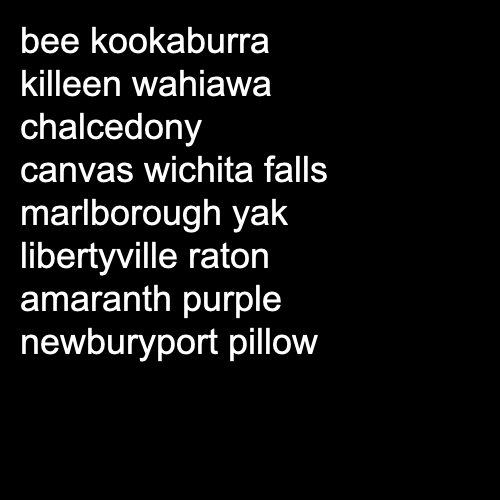 bee kookaburra
killeen wahiawa
chalcedony
canvas wichita falls
marlborough yak
libertyville raton
amaranth purple
newburyport pillow